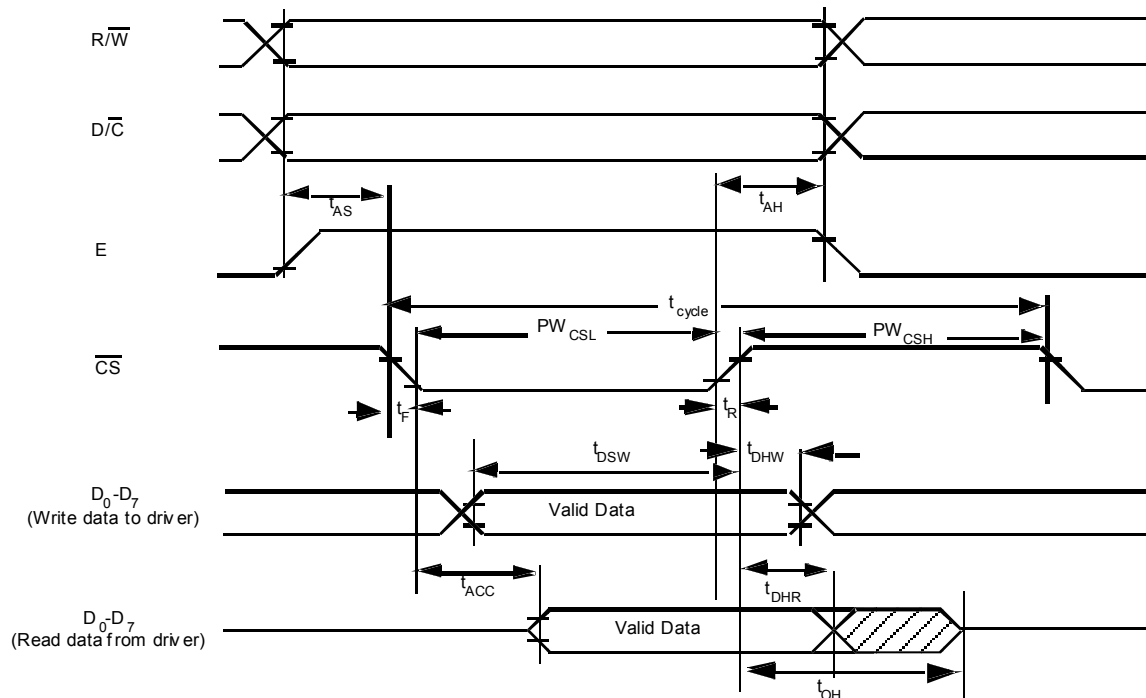 R/W̅
D/C̅
t_AS
t_AH
E
t_cycle
PW_CSL
PW_CSH
C̅S̅
t_F
t_R
t_DSW
t_DHW
D_0-D_7
(Write data to driver)
Valid Data
t_ACC
t_DHR
D_0-D_7
(Read data from driver)
Valid Data
t_OH